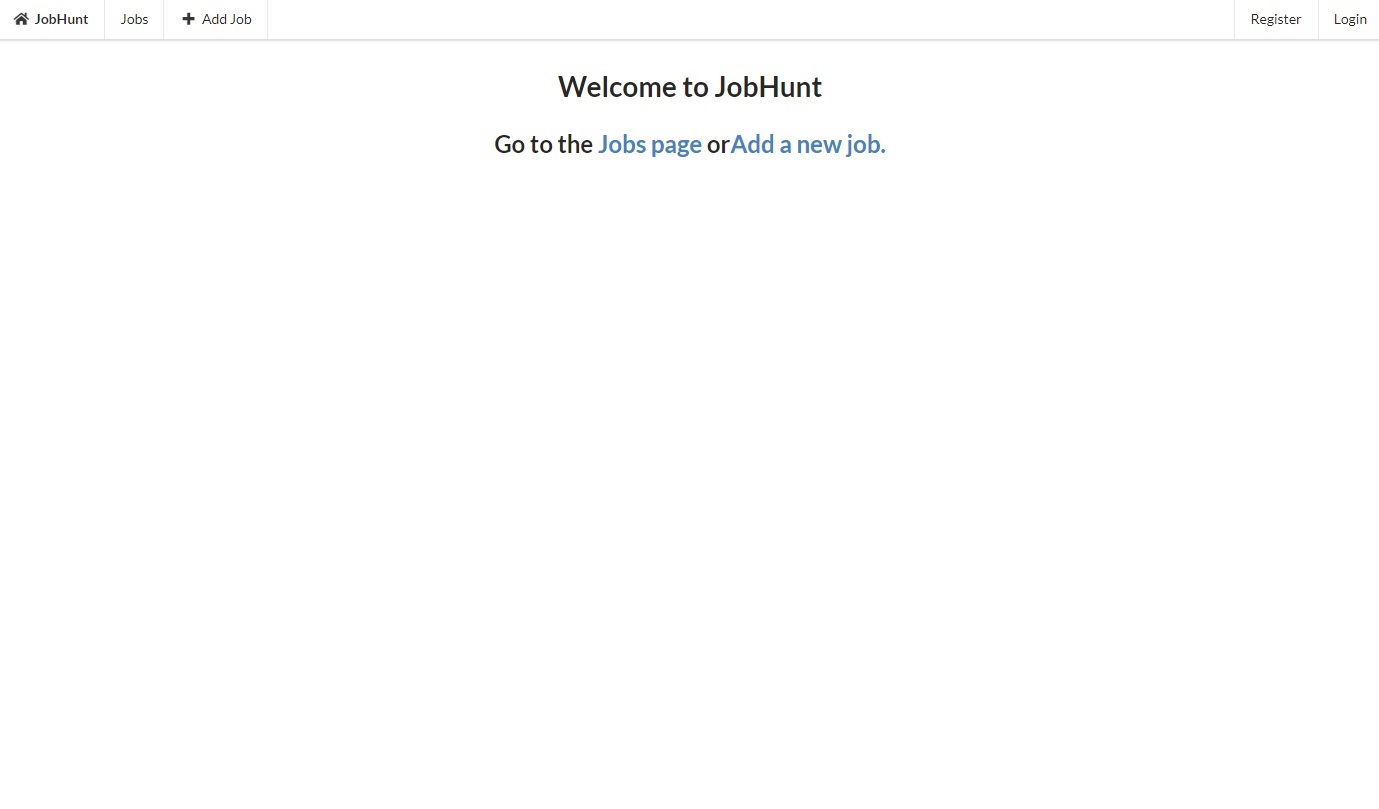 JobHunt Jobs Add Job Register Login
Welcome to JobHunt
Go to the Jobs page orAdd a new job.